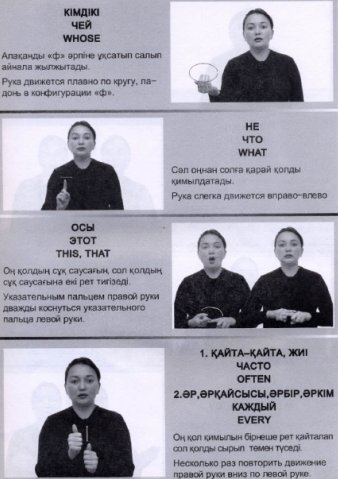 КІМДІКІ
ЧЕЙ
WHOSE
Алақанды «ф» әрпіне ұқсатып салып
айнала жылжытады.
Рука движется плавно по кругу, ла-
донь в конфигурации «ф».
НЕ
ЧТО
WHAT
Сәл оңнан солға қарай қолды
қимылдатады.
Рука слегка движется вправо-влево
ОСЫ
ЭТОТ
THIS, THAT
Оң қолдың сұқ саусағын, сол қолдың
сұқ саусағына екі рет тигізеді.
Указательным пальцем правой руки
дважды коснуться указательного
пальца левой руки.
1. ҚАЙТА–ҚАЙТА, ЖИІ
ЧАСТО
OFTEN
2.ӘР,ӘРҚАЙСЫСЫ,ӘРБІР,ӘРКІМ
КАЖДЫЙ
EVERY
Оң қол қимылын бірнеше рет қайталап
сол қолды сырып төмен түседі.
Несколько раз повторить движение
правой руки вниз по левой руке.